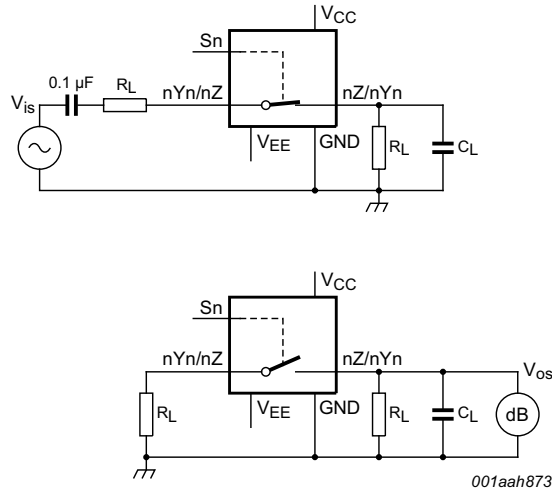 VCC
Sn
0.1 μF RL nYn/nZ nZ/nYn
Vis
RL CL
VEE GND
VCC
Sn
nYn/nZ nZ/nYn
Vos
RL VEE GND RL CL dB
001aah873